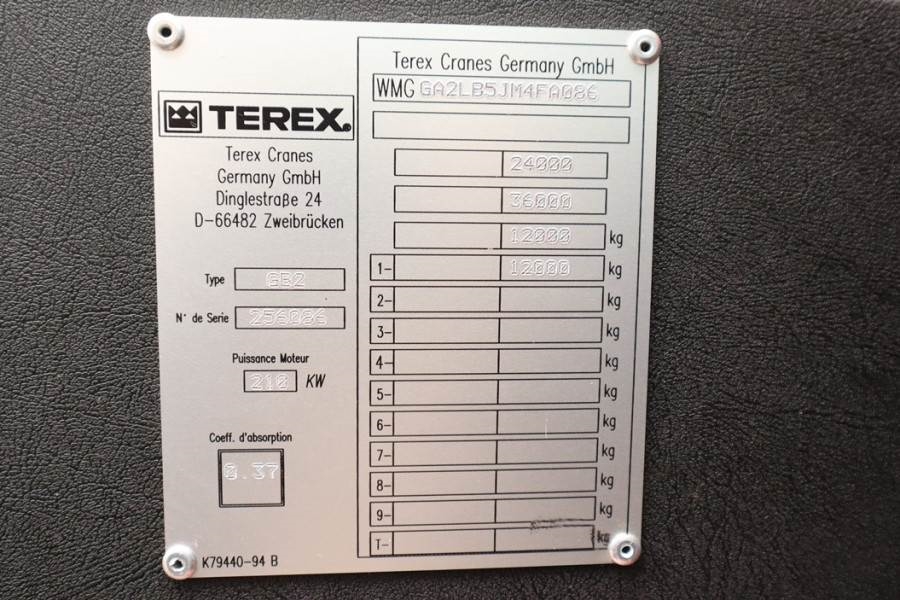 TEREX®
Terex Cranes
Germany GmbH
Dinglestraße 24
D-66482 Zweibrücken
Type GB2
N° de Serie 256086
Puissance Moteur
210 KW
Coeff. d'absorption
0.37
K79440-94 B
Terex Cranes Germany GmbH
WMG GA2LB5JM4FA086
24000
36000
12000 kg
1- 12000 kg
2- kg
3- kg
4- kg
5- kg
6- kg
7- kg
8- kg
9- kg
T- kg